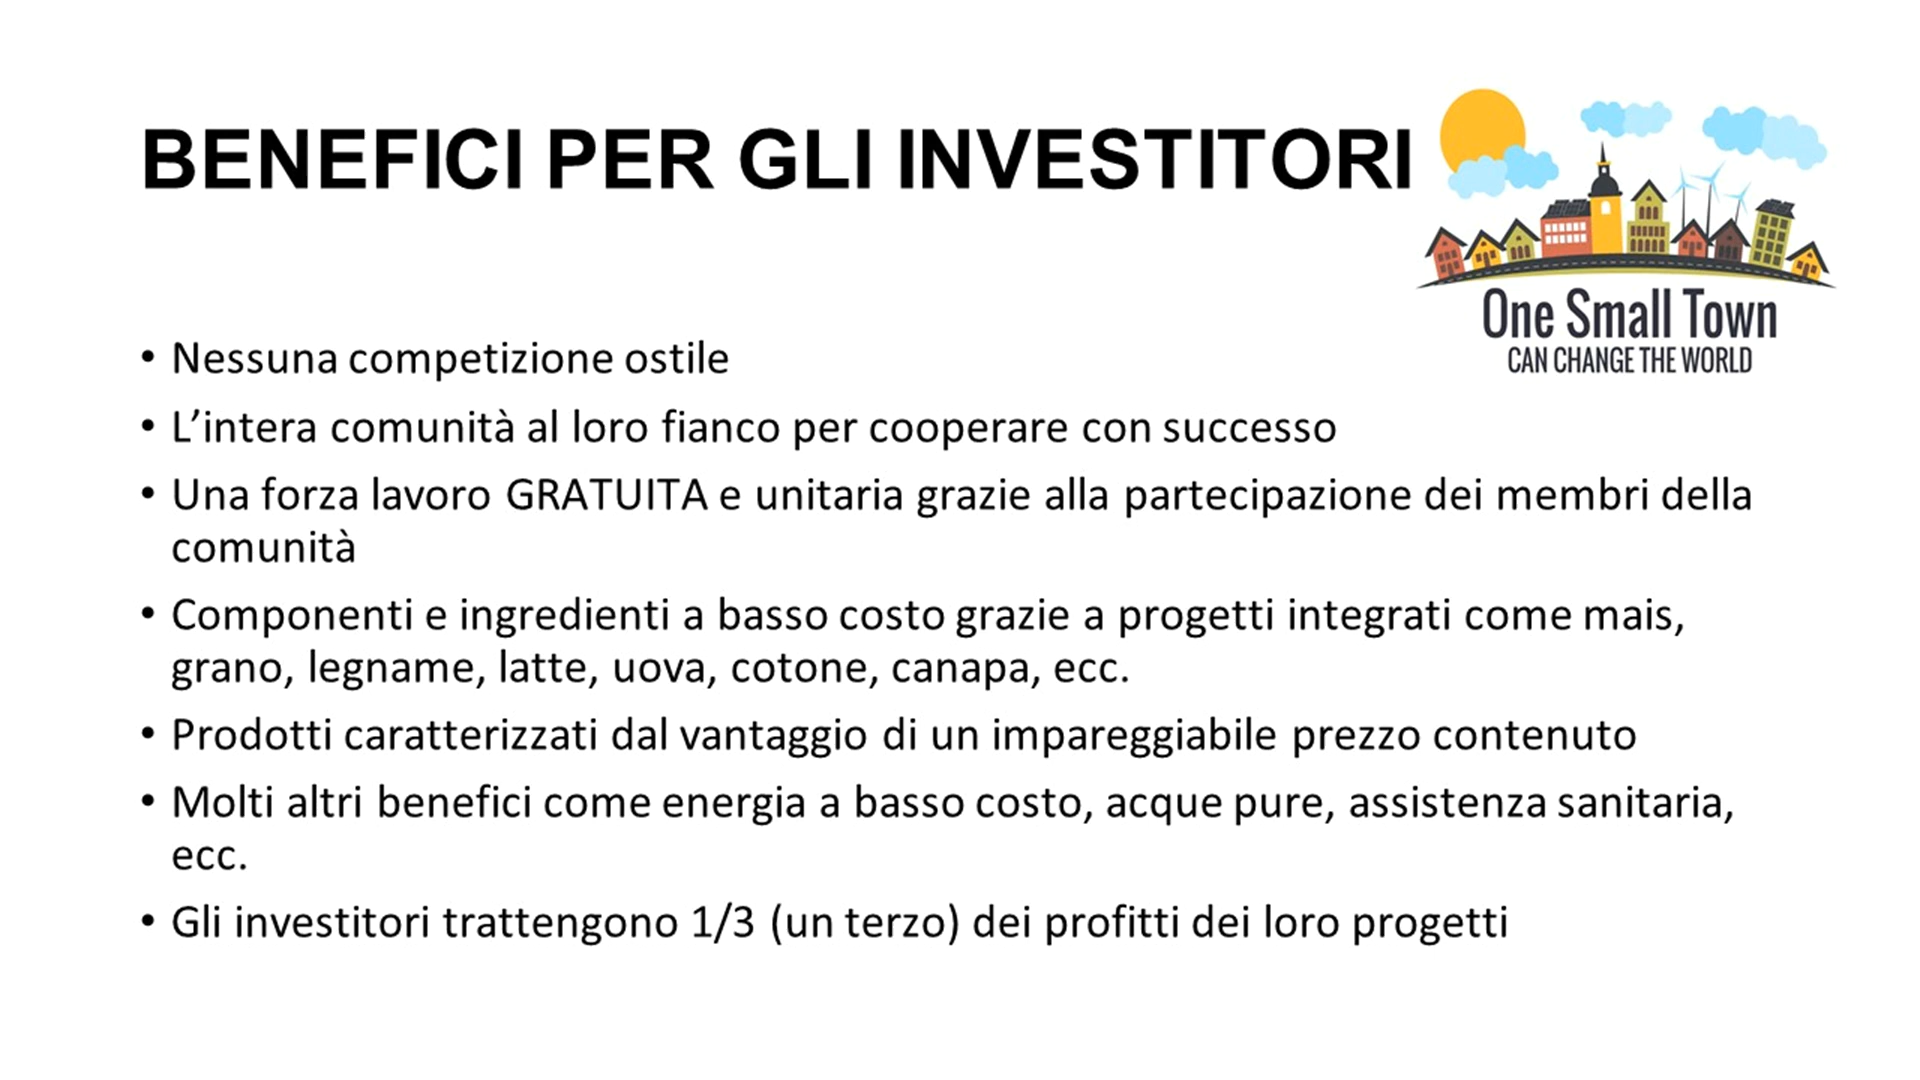 BENEFICI PER GLI INVESTITORI
One Small Town
CAN CHANGE THE WORLD
• Nessuna competizione ostile
• L’intera comunità al loro fianco per cooperare con successo
• Una forza lavoro GRATUITA e unitaria grazie alla partecipazione dei membri della
comunità
• Componenti e ingredienti a basso costo grazie a progetti integrati come mais,
grano, legname, latte, uova, cotone, canapa, ecc.
• Prodotti caratterizzati dal vantaggio di un impareggiabile prezzo contenuto
• Molti altri benefici come energia a basso costo, acque pure, assistenza sanitaria,
ecc.
• Gli investitori trattengono 1/3 (un terzo) dei profitti dei loro progetti